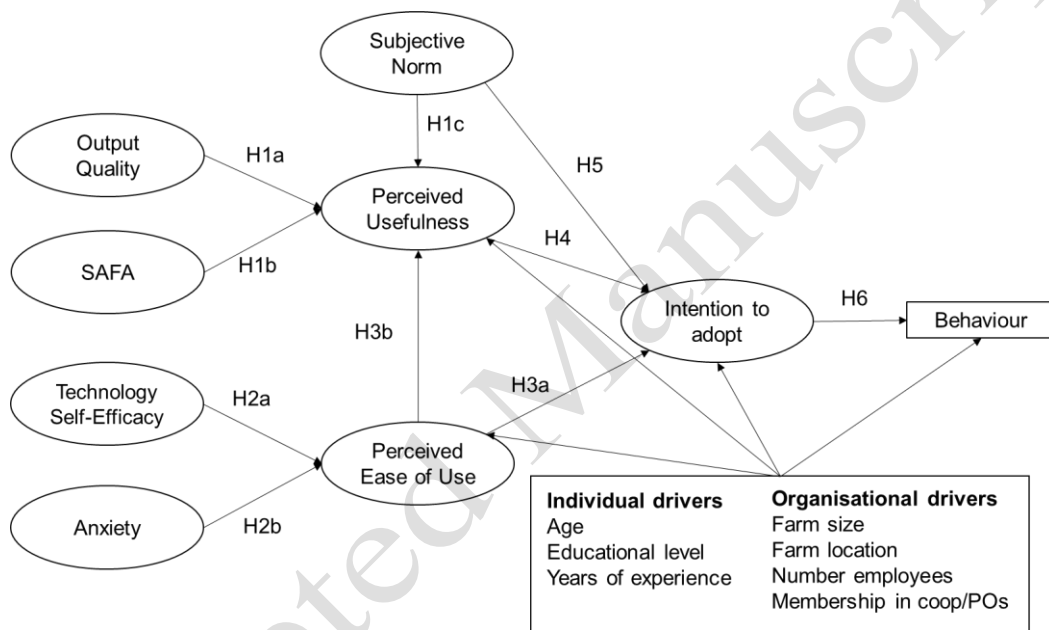 Subjective
Norm
H1c
Output
Quality
H1a
H5
Perceived
Usefulness
H4
SAFA
H1b
Intention to
adopt
H6
Behaviour
H3b
H3a
Technology
Self-Efficacy
H2a
Perceived
Ease of Use
Anxiety
H2b
Individual drivers
Age
Educational level
Years of experience
Organisational drivers
Farm size
Farm location
Number employees
Membership in coop/POs
ted Manuscrip